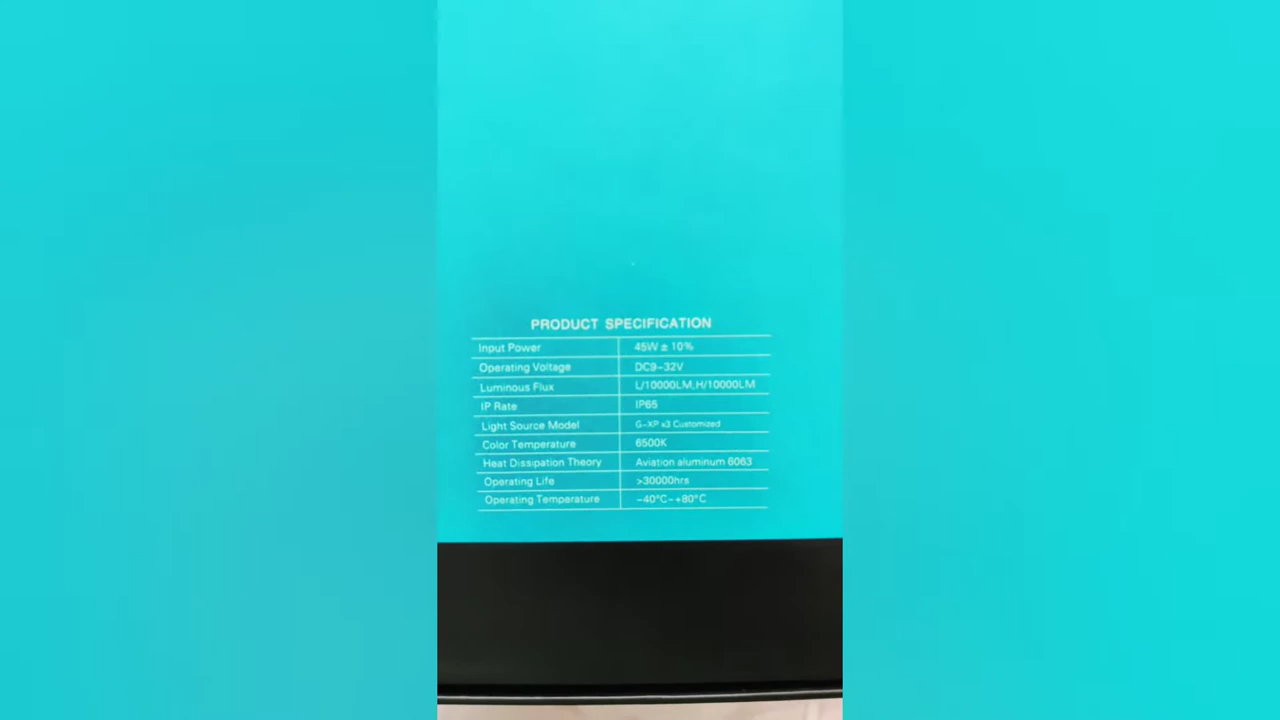 PRODUCT SPECIFICATION
Input Power 45W ± 10%
Operating Voltage DC9-32V
Luminous Flux L/10000LM,H/10000LM
IP Rate IP65
Light Source Model G-XP x3 Customized
Color Temperature 6500K
Heat Dissipation Theory Aviation aluminum 6063
Operating Life >30000hrs
Operating Temperature -40°C~+80°C